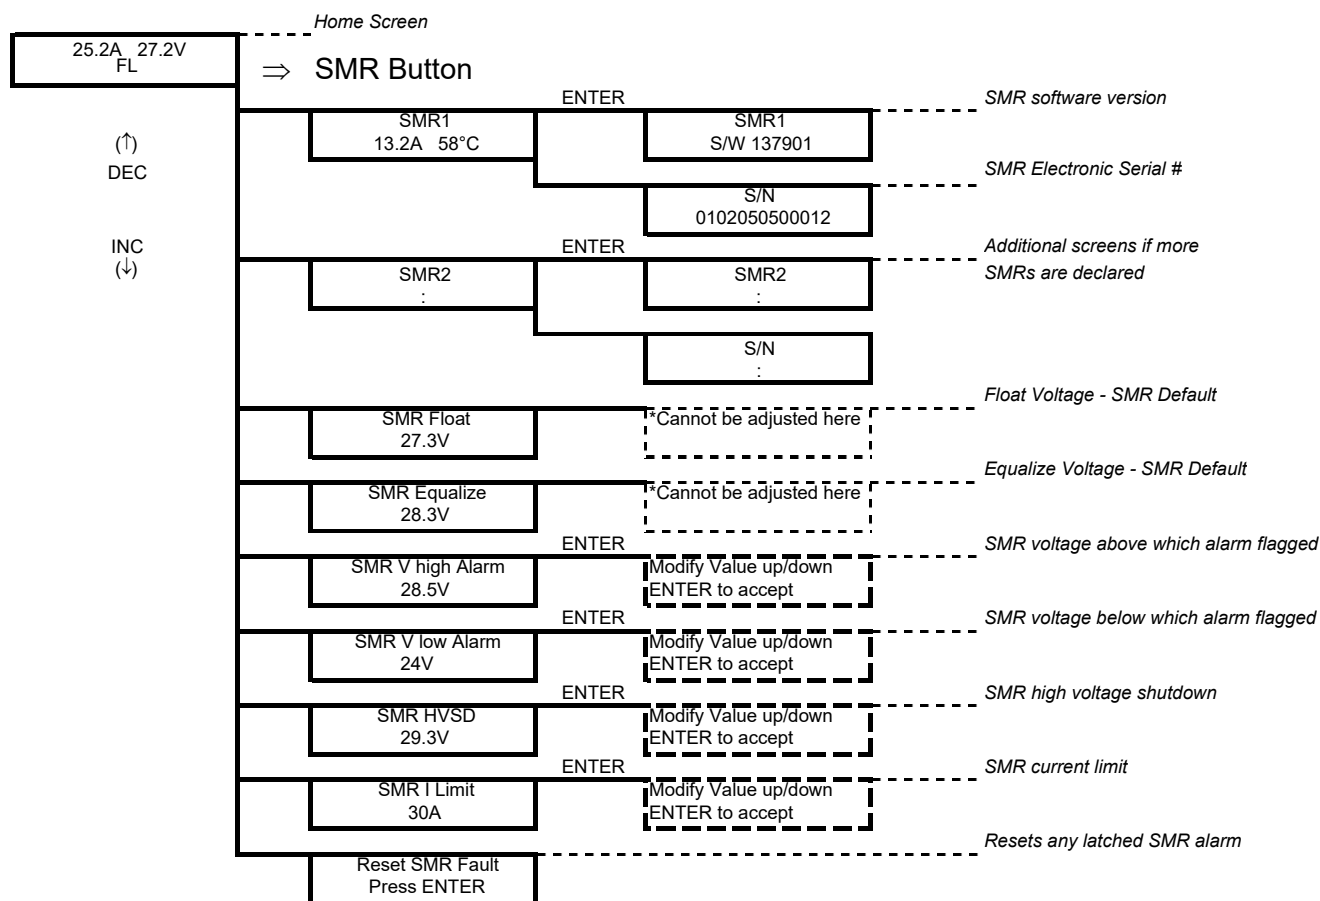 Home Screen
25.2A 27.2V
FL
⇒ SMR Button
ENTER
SMR software version
SMR1
13.2A 58°C
SMR1
S/W 137901
(↑)
DEC
SMR Electronic Serial #
S/N
0102050500012
INC
(↓)
ENTER
Additional screens if more
SMRs are declared
SMR2
:
SMR2
:
S/N
:
Float Voltage - SMR Default
SMR Float
27.3V
*Cannot be adjusted here
Equalize Voltage - SMR Default
SMR Equalize
28.3V
*Cannot be adjusted here
ENTER
SMR voltage above which alarm flagged
SMR V high Alarm
28.5V
Modify Value up/down
ENTER to accept
ENTER
SMR voltage below which alarm flagged
SMR V low Alarm
24V
Modify Value up/down
ENTER to accept
ENTER
SMR high voltage shutdown
SMR HVSD
29.3V
Modify Value up/down
ENTER to accept
ENTER
SMR current limit
SMR I Limit
30A
Modify Value up/down
ENTER to accept
Resets any latched SMR alarm
Reset SMR Fault
Press ENTER